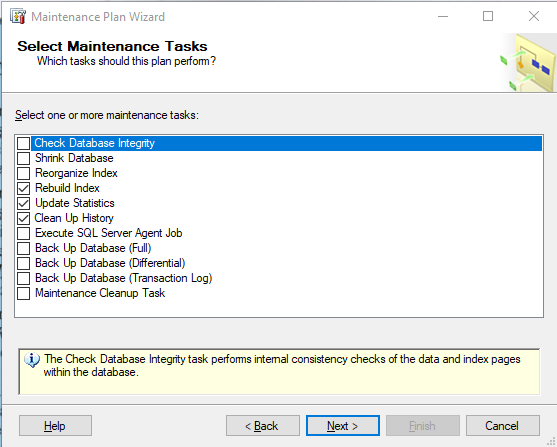 Maintenance Plan Wizard
Select Maintenance Tasks
Which tasks should this plan perform?
Select one or more maintenance tasks:
Check Database Integrity
Shrink Database
Reorganize Index
Rebuild Index
Update Statistics
Clean Up History
Execute SQL Server Agent Job
Back Up Database (Full)
Back Up Database (Differential)
Back Up Database (Transaction Log)
Maintenance Cleanup Task
The Check Database Integrity task performs internal consistency checks of the data and index pages
within the database.
Help
< Back
Next >
Finish
Cancel